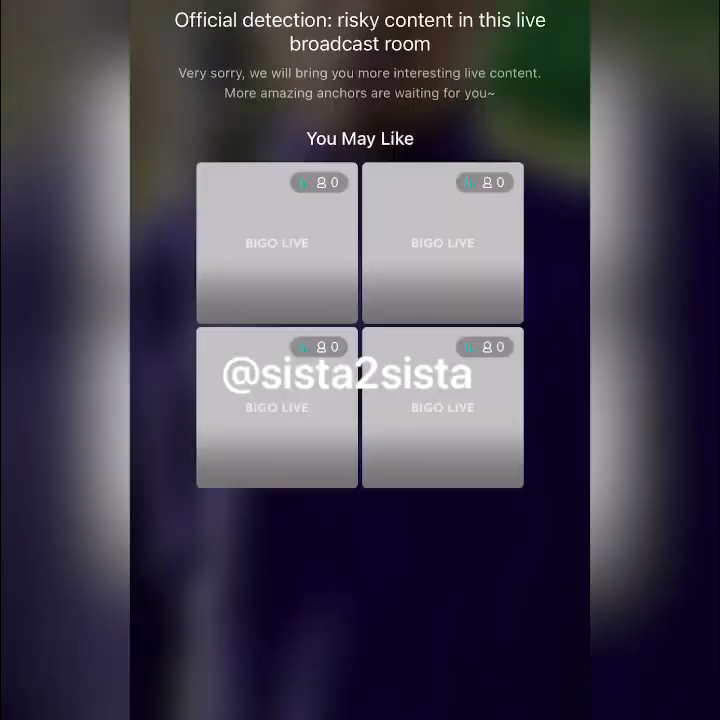 Official detection: risky content in this live
broadcast room
Very sorry, we will bring you more interesting live content.
More amazing anchors are waiting for you~
You May Like
0
0
BIGO LIVE
BIGO LIVE
0
0
@sista2sista
BIGO LIVE
BIGO LIVE